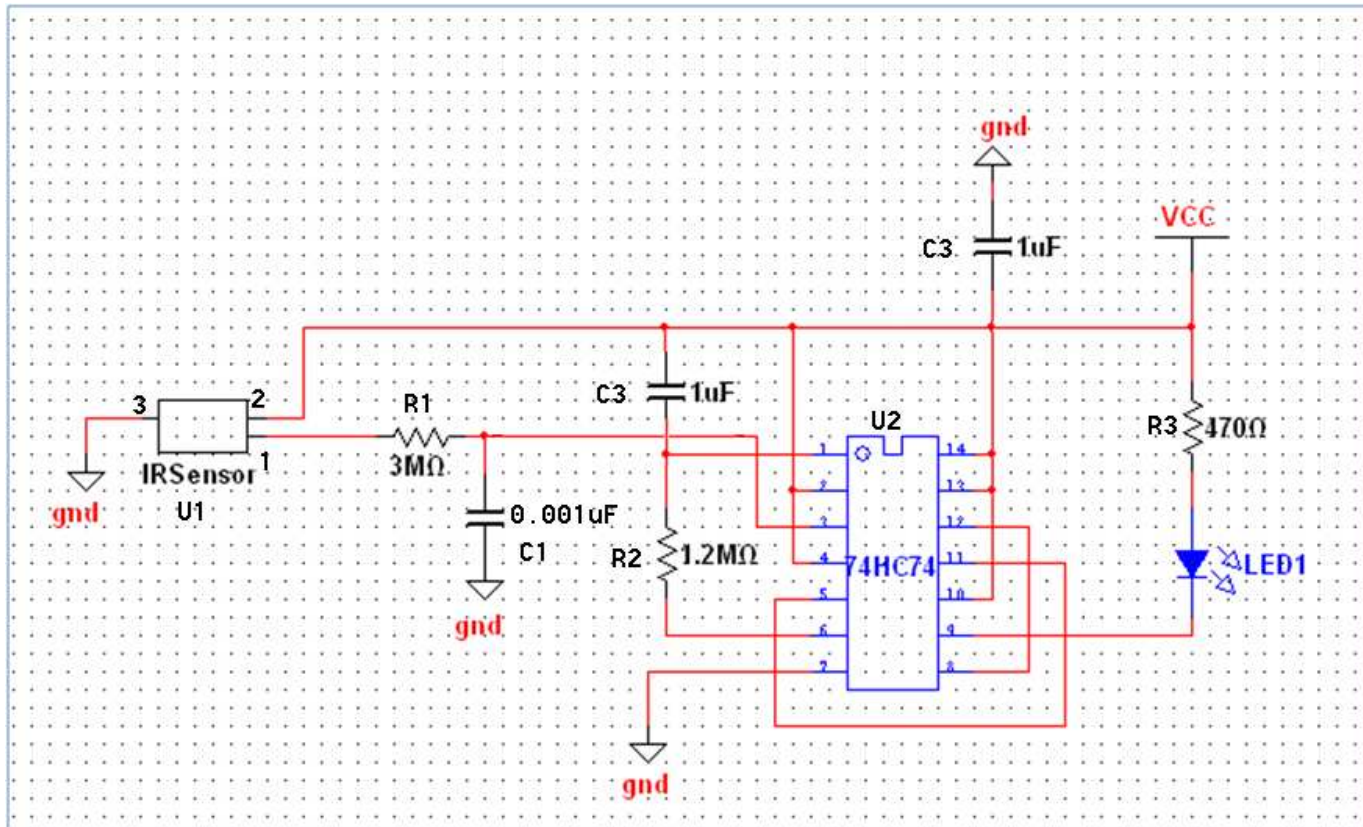 gnd
VCC
C3 1uF
C3 1uF
3
2
1
IRSensor
U1
gnd
R1
3MΩ
0.001uF
C1
gnd
R2 1.2MΩ
U2
1 14
2 13
3 12
4 74HC74 11
5 10
6 9
7 8
gnd
R3 470Ω
LED1